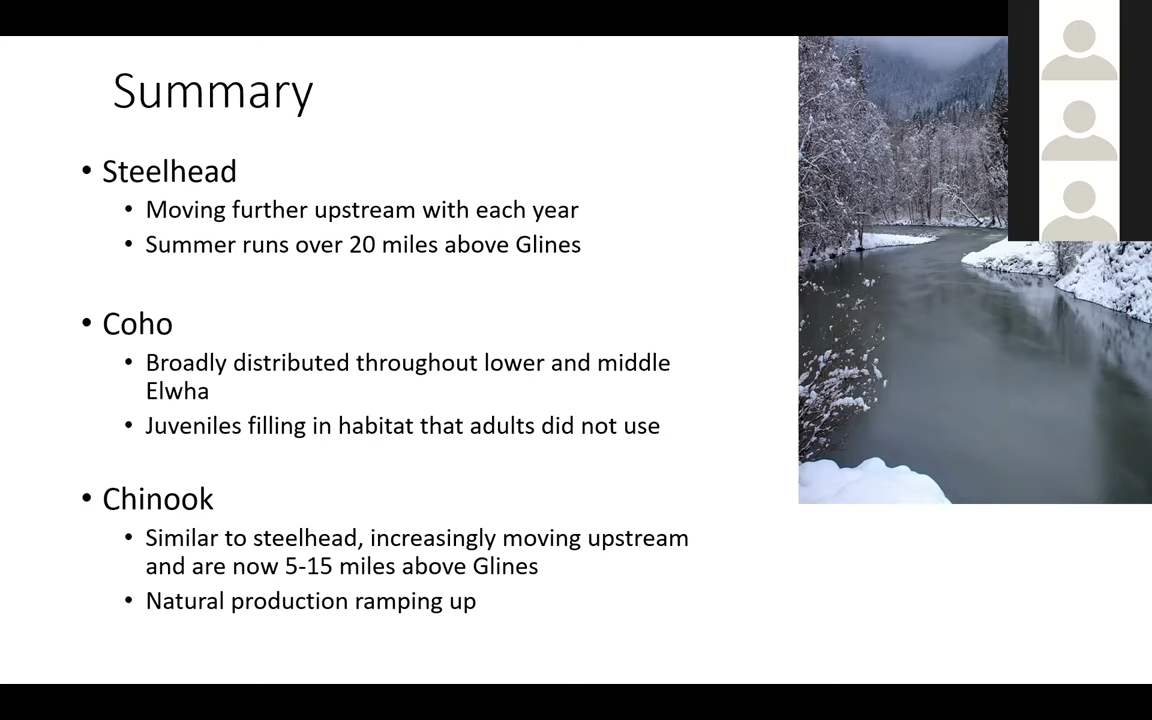 Summary
• Steelhead
• Moving further upstream with each year
• Summer runs over 20 miles above Glines
• Coho
• Broadly distributed throughout lower and middle
Elwha
• Juveniles filling in habitat that adults did not use
• Chinook
• Similar to steelhead, increasingly moving upstream
and are now 5-15 miles above Glines
• Natural production ramping up